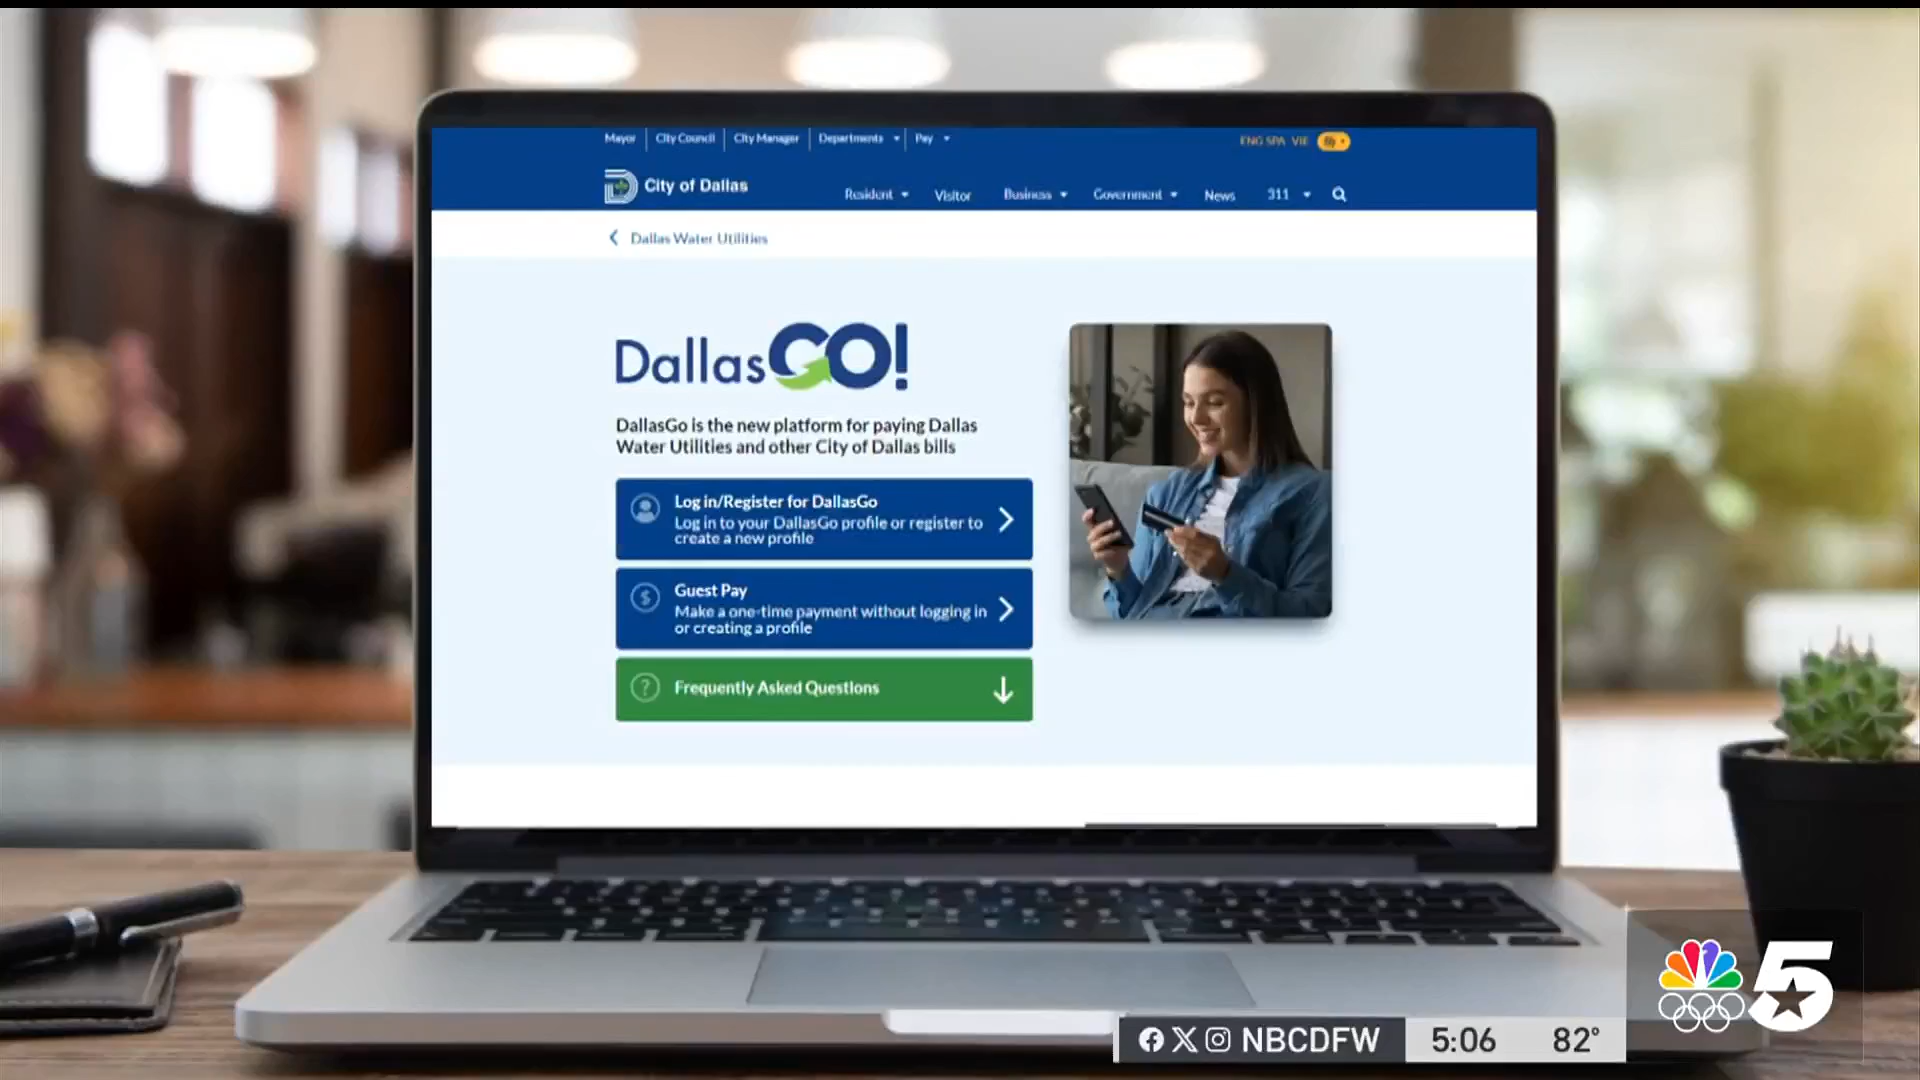 Mayor
City Council
City Manager
Departments
Pay
ENG SPA VIE
City of Dallas
Resident
Visitor
Business
Government
News
311
Dallas Water Utilities
DallasGO!
DallasGo is the new platform for paying Dallas
Water Utilities and other City of Dallas bills
Log in/Register for DallasGo
Log in to your DallasGo profile or register to
create a new profile
$
Guest Pay
Make a one-time payment without logging in
or creating a profile
?
Frequently Asked Questions
5
NBCDFW
5:06
82°